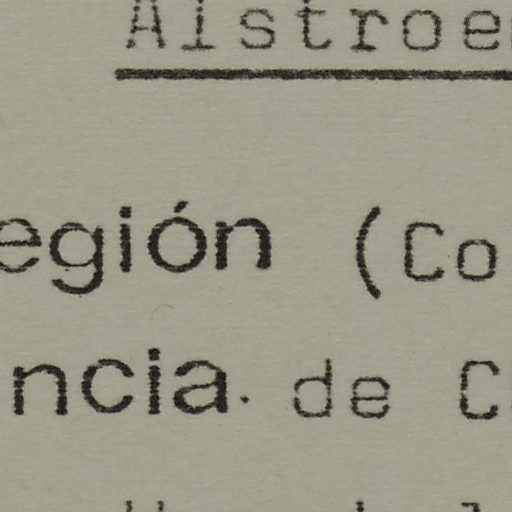 Alstroe
egión (Co
ncia. de C